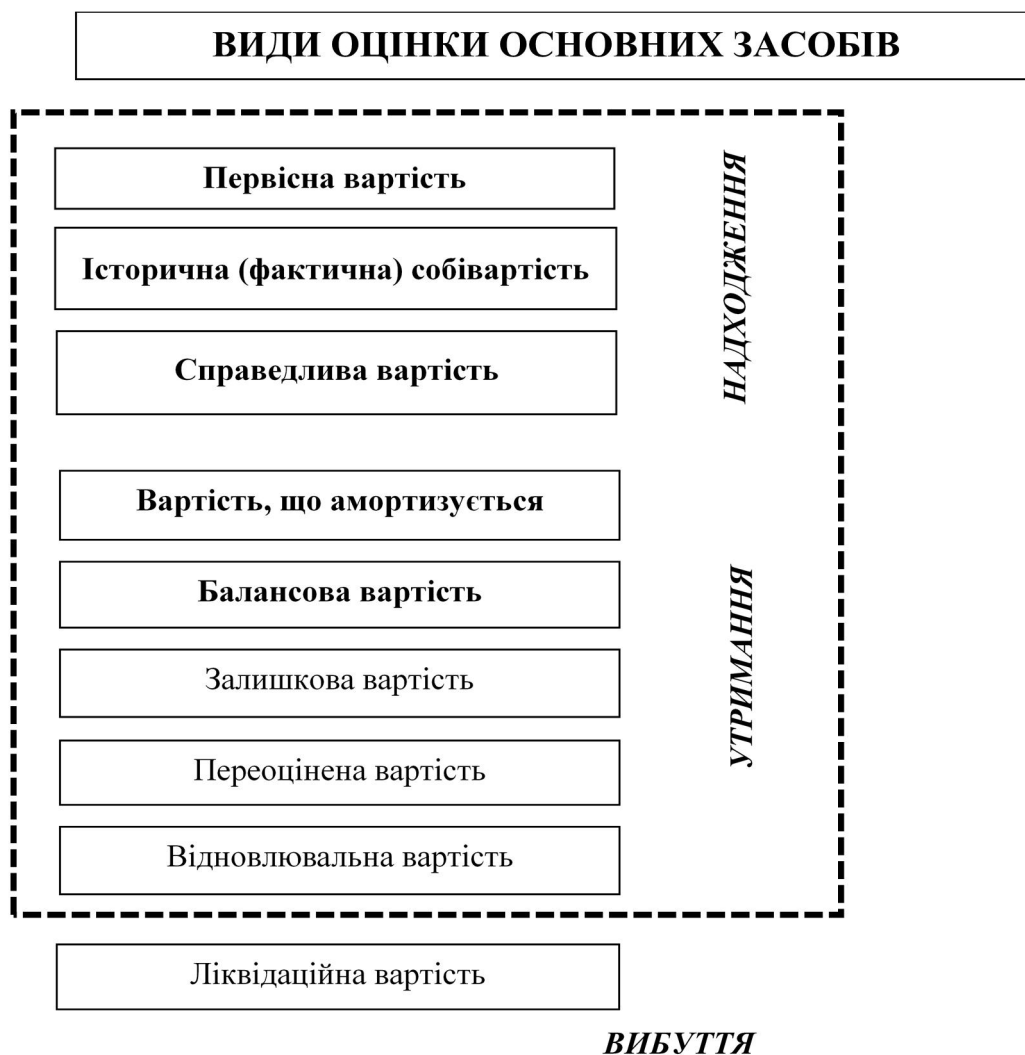 ВИДИ ОЦІНКИ ОСНОВНИХ ЗАСОБІВ
Первісна вартість
Історична (фактична) собівартість
Справедлива вартість
НАДХОДЖЕННЯ
Вартість, що амортизується
Балансова вартість
Залишкова вартість
Переоцінена вартість
Відновлювальна вартість
УТРИМАННЯ
Ліквідаційна вартість
ВИБУТТЯ